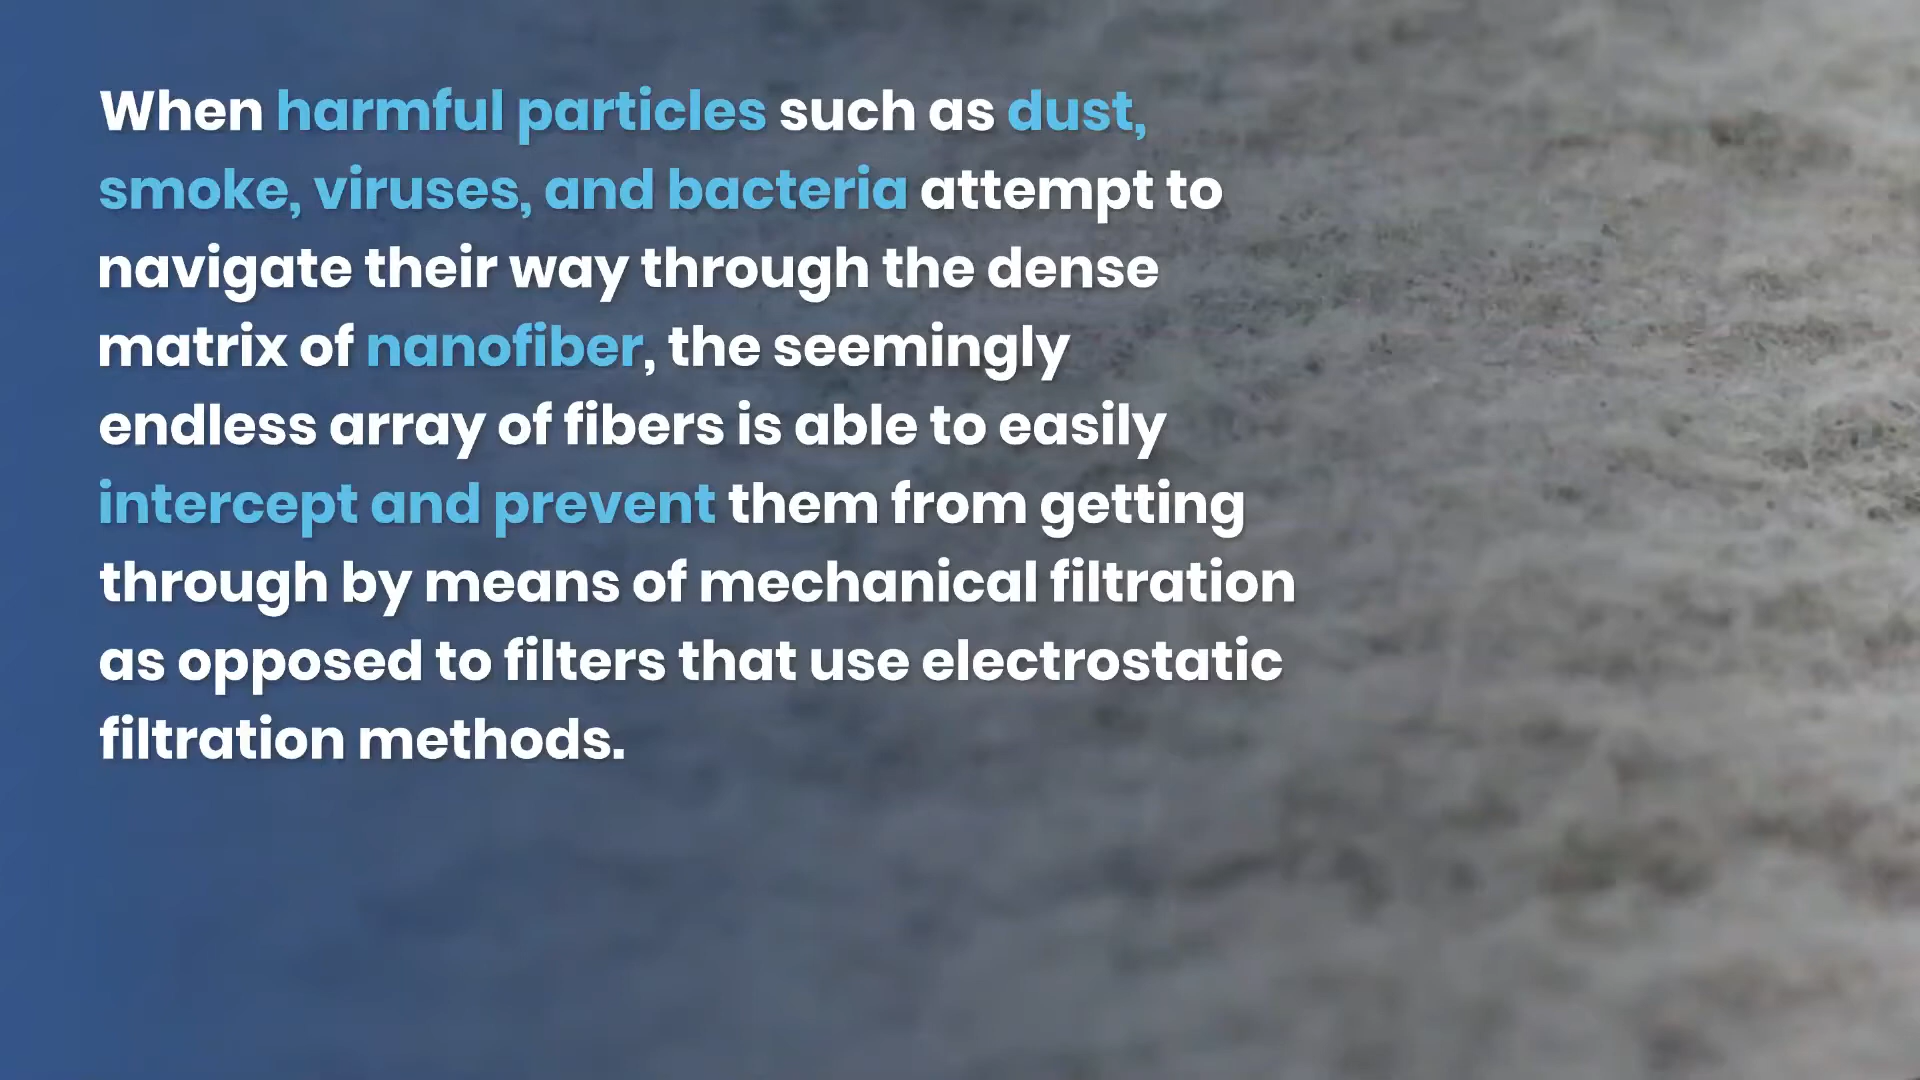 When harmful particles such as dust,
smoke, viruses, and bacteria attempt to
navigate their way through the dense
matrix of nanofiber, the seemingly
endless array of fibers is able to easily
intercept and prevent them from getting
through by means of mechanical filtration
as opposed to filters that use electrostatic
filtration methods.